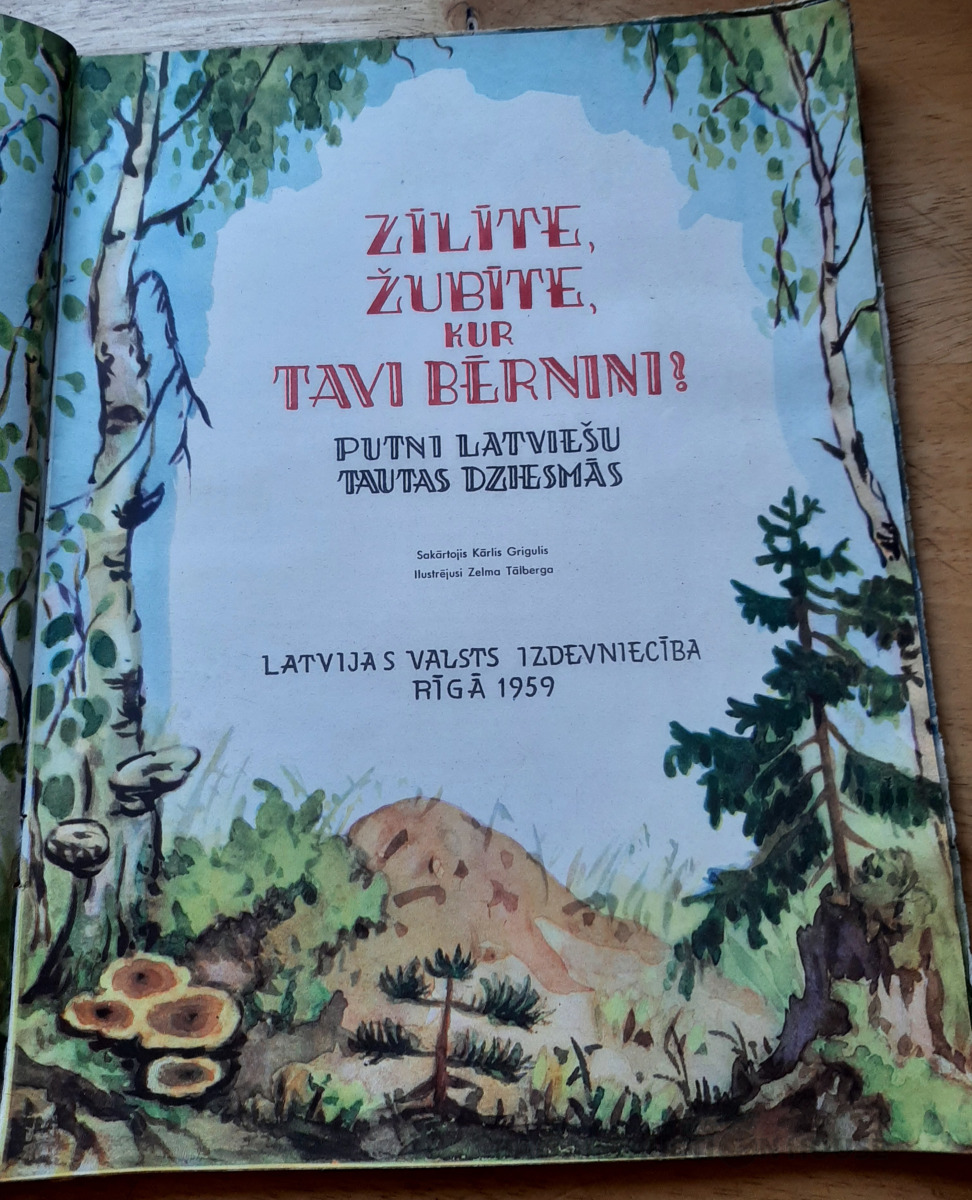 ZĪLĪTE,
ŽUBĪTE,
KUR
TAVI BĒRNIŅI?
PUTNI LATVIEŠU
TAUTAS DZIESMĀS
Sakārtojis Kārlis Grigulis
Ilustrējusi Zelma Tālberga
LATVIJAS VALSTS IZDEVNIECĪBA
RĪGĀ 1959